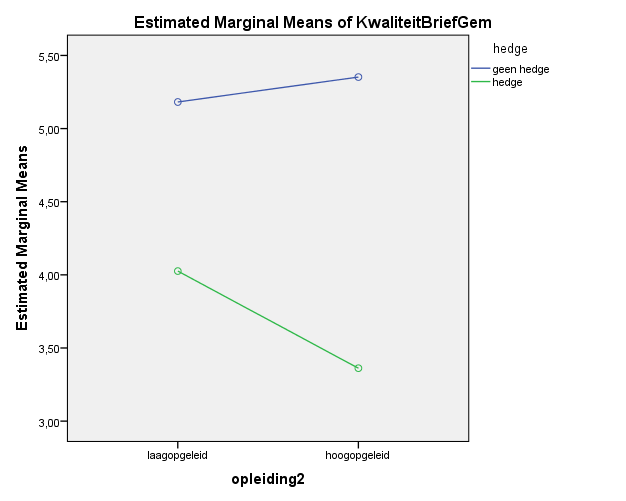 Estimated Marginal Means of KwaliteitBriefGem
hedge
geen hedge
hedge
Estimated Marginal Means
5,50
5,00
4,50
4,00
3,50
3,00
laagopgeleid
hoogopgeleid
opleiding2